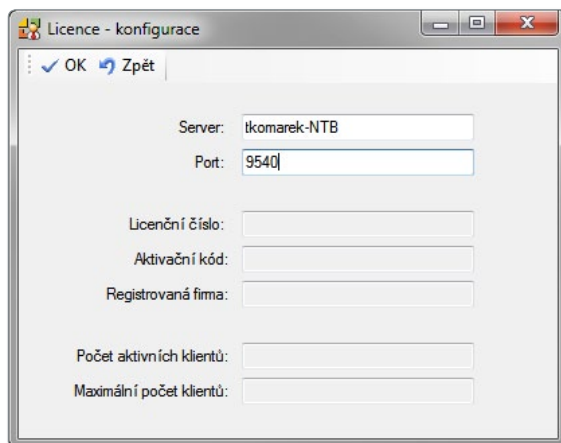 Licence - konfigurace
OK Zpět
Server: tkomarek-NTB
Port: 9540
Licenční číslo:
Aktivační kód:
Registrovaná firma:
Počet aktivních klientů:
Maximální počet klientů: